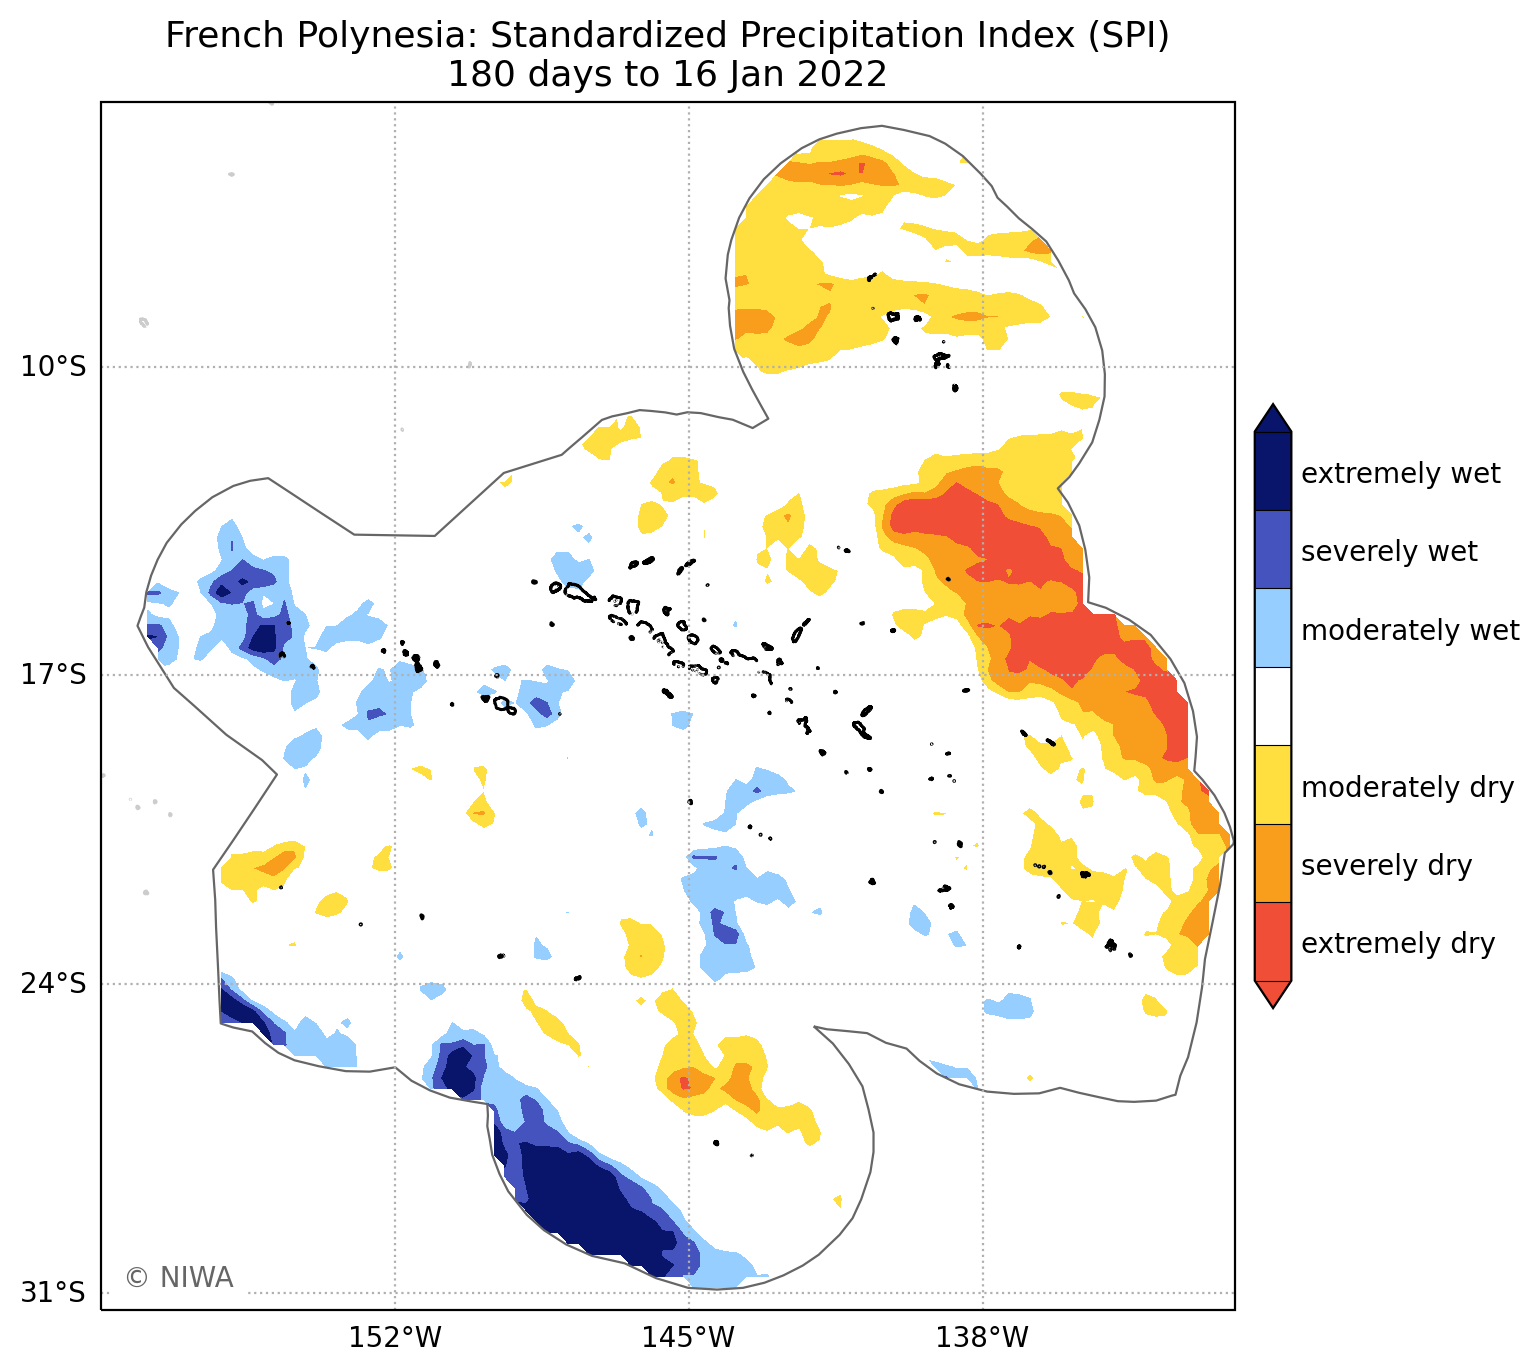 French Polynesia: Standardized Precipitation Index (SPI)
180 days to 16 Jan 2022
10°S
17°S
24°S
31°S
152°W
145°W
138°W
extremely wet
severely wet
moderately wet
moderately dry
severely dry
extremely dry
© NIWA